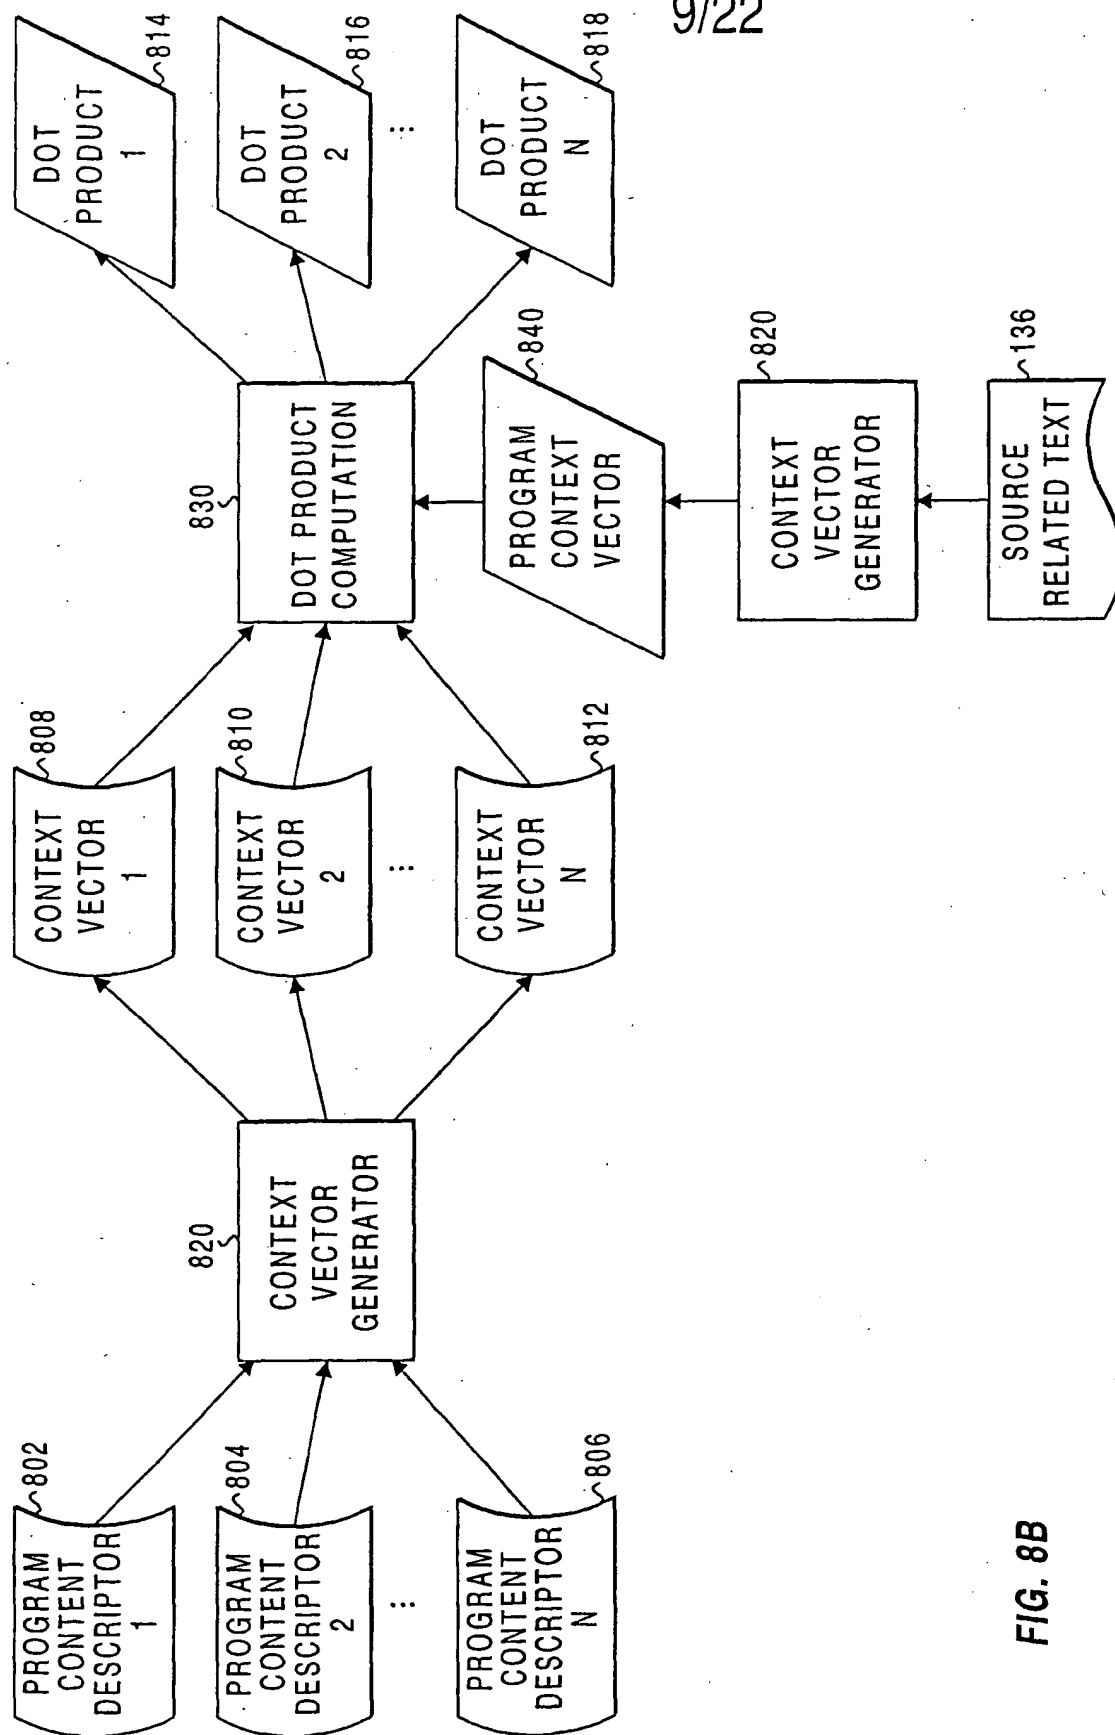 9/22
PROGRAM
CONTENT
DESCRIPTOR
1
802
PROGRAM
CONTENT
DESCRIPTOR
2
804
...
PROGRAM
CONTENT
DESCRIPTOR
N
806
820
CONTEXT
VECTOR
GENERATOR
CONTEXT
VECTOR
1
808
CONTEXT
VECTOR
2
810
...
CONTEXT
VECTOR
N
812
830
DOT PRODUCT
COMPUTATION
DOT
PRODUCT
1
814
DOT
PRODUCT
2
816
...
DOT
PRODUCT
N
818
PROGRAM
CONTEXT
VECTOR
840
CONTEXT
VECTOR
GENERATOR
820
SOURCE
RELATED TEXT
136
FIG. 8B